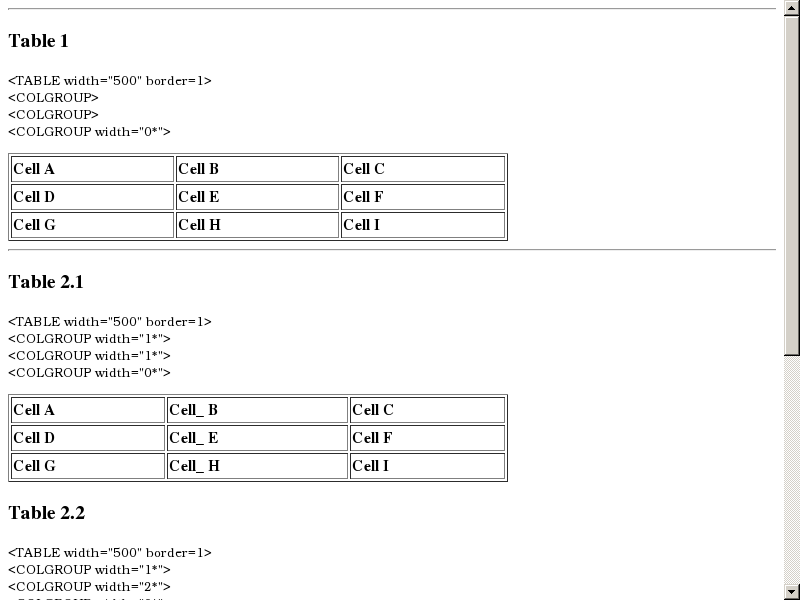 Table 1
<TABLE width="500" border=1>
<COLGROUP>
<COLGROUP>
<COLGROUP width="0*">
Cell A Cell B Cell C
Cell D Cell E Cell F
Cell G Cell H Cell I
Table 2.1
<TABLE width="500" border=1>
<COLGROUP width="1*">
<COLGROUP width="1*">
<COLGROUP width="0*">
Cell A Cell_ B Cell C
Cell D Cell_ E Cell F
Cell G Cell_ H Cell I
Table 2.2
<TABLE width="500" border=1>
<COLGROUP width="1*">
<COLGROUP width="2*">